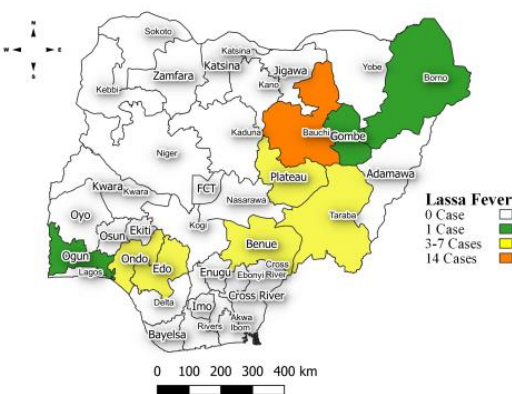 N
W E
S
Sokoto
Katsina
Zamfara
Katsina
Jigawa
Yobe
Borno
Kebbi
Kano
Kaduna
Bauchi
Gombe
Niger
Plateau
Adamawa
Kwara
Kwara
FCT
Nasarawa
Taraba
Oyo
Kogi
Osun
Ekiti
Benue
Ogun
Lagos
Ondo
Edo
Enugu
Ebonyi
Cross
River
Delta
Imo
Cross River
Rivers
Akwa
Ibom
Bayelsa
Lassa Fever
0 Case
1 Case
3-7 Cases
14 Cases
0 100 200 300 400 km